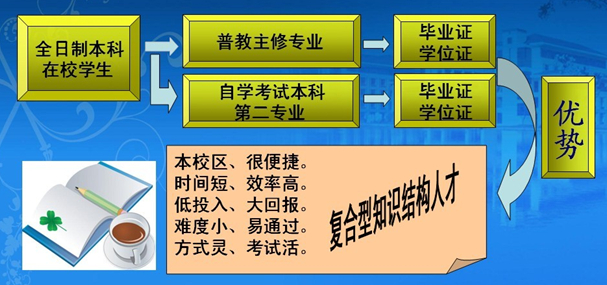 全日制本科
在校学生
普教主修专业
毕业证
学位证
自学考试本科
第二专业
毕业证
学位证
优势
本校区、很便捷。
时间短、效率高。
低投入、大回报。
难度小、易通过。
方式灵、考试活。
复合型知识结构人才